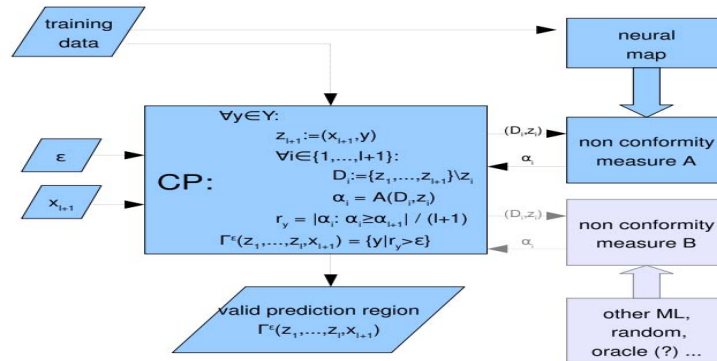 training
data
neural
map
∀y∈Y:
z_{l+1}:=(x_{l+1},y)
∀i∈{1,...,l+1}:
D_i:={z_1,...,z_{l+1}}\z_i
α_i = A(D_i,z_i)
r_y = |α_i: α_i≥α_{l+1}| / (l+1)
Γ^ε(z_1,...,z_l,x_{l+1}) = {y|r_y>ε}
CP:
ε
x_{l+1}
(D_i,z_i)
α_i
non conformity
measure A
(D_i,z_i)
α_i
non conformity
measure B
valid prediction region
Γ^ε(z_1,...,z_l,x_{l+1})
other ML,
random,
oracle (?) ...